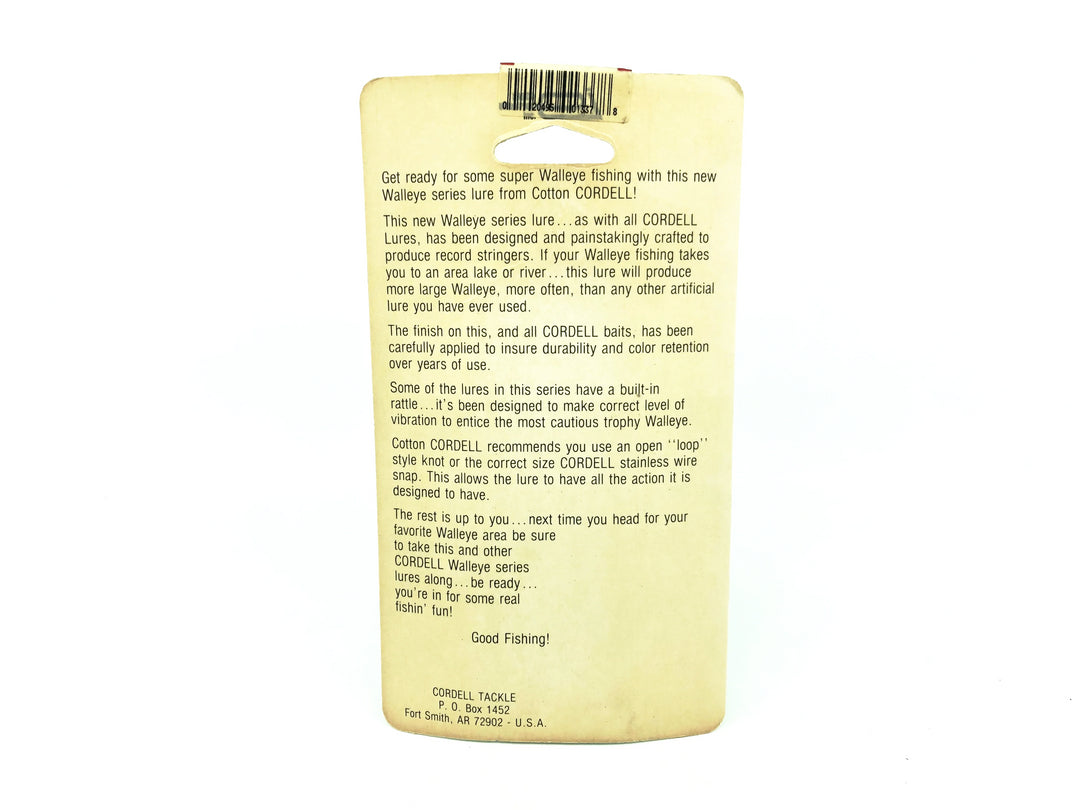 0 20495 01337 8
Get ready for some super Walleye fishing with this new
Walleye series lure from Cotton CORDELL!
This new Walleye series lure...as with all CORDELL
Lures, has been designed and painstakingly crafted to
produce record stringers. If your Walleye fishing takes
you to an area lake or river...this lure will produce
more large Walleye, more often, than any other artificial
lure you have ever used.
The finish on this, and all CORDELL baits, has been
carefully applied to insure durability and color retention
over years of use.
Some of the lures in this series have a built-in
rattle...it's been designed to make correct level of
vibration to entice the most cautious trophy Walleye.
Cotton CORDELL recommends you use an open ''loop''
style knot or the correct size CORDELL stainless wire
snap. This allows the lure to have all the action it is
designed to have.
The rest is up to you...next time you head for your
favorite Walleye area be sure
to take this and other
CORDELL Walleye series
lures along...be ready...
you're in for some real
fishin' fun!
Good Fishing!
CORDELL TACKLE
P. O. Box 1452
Fort Smith, AR 72902 - U.S.A.